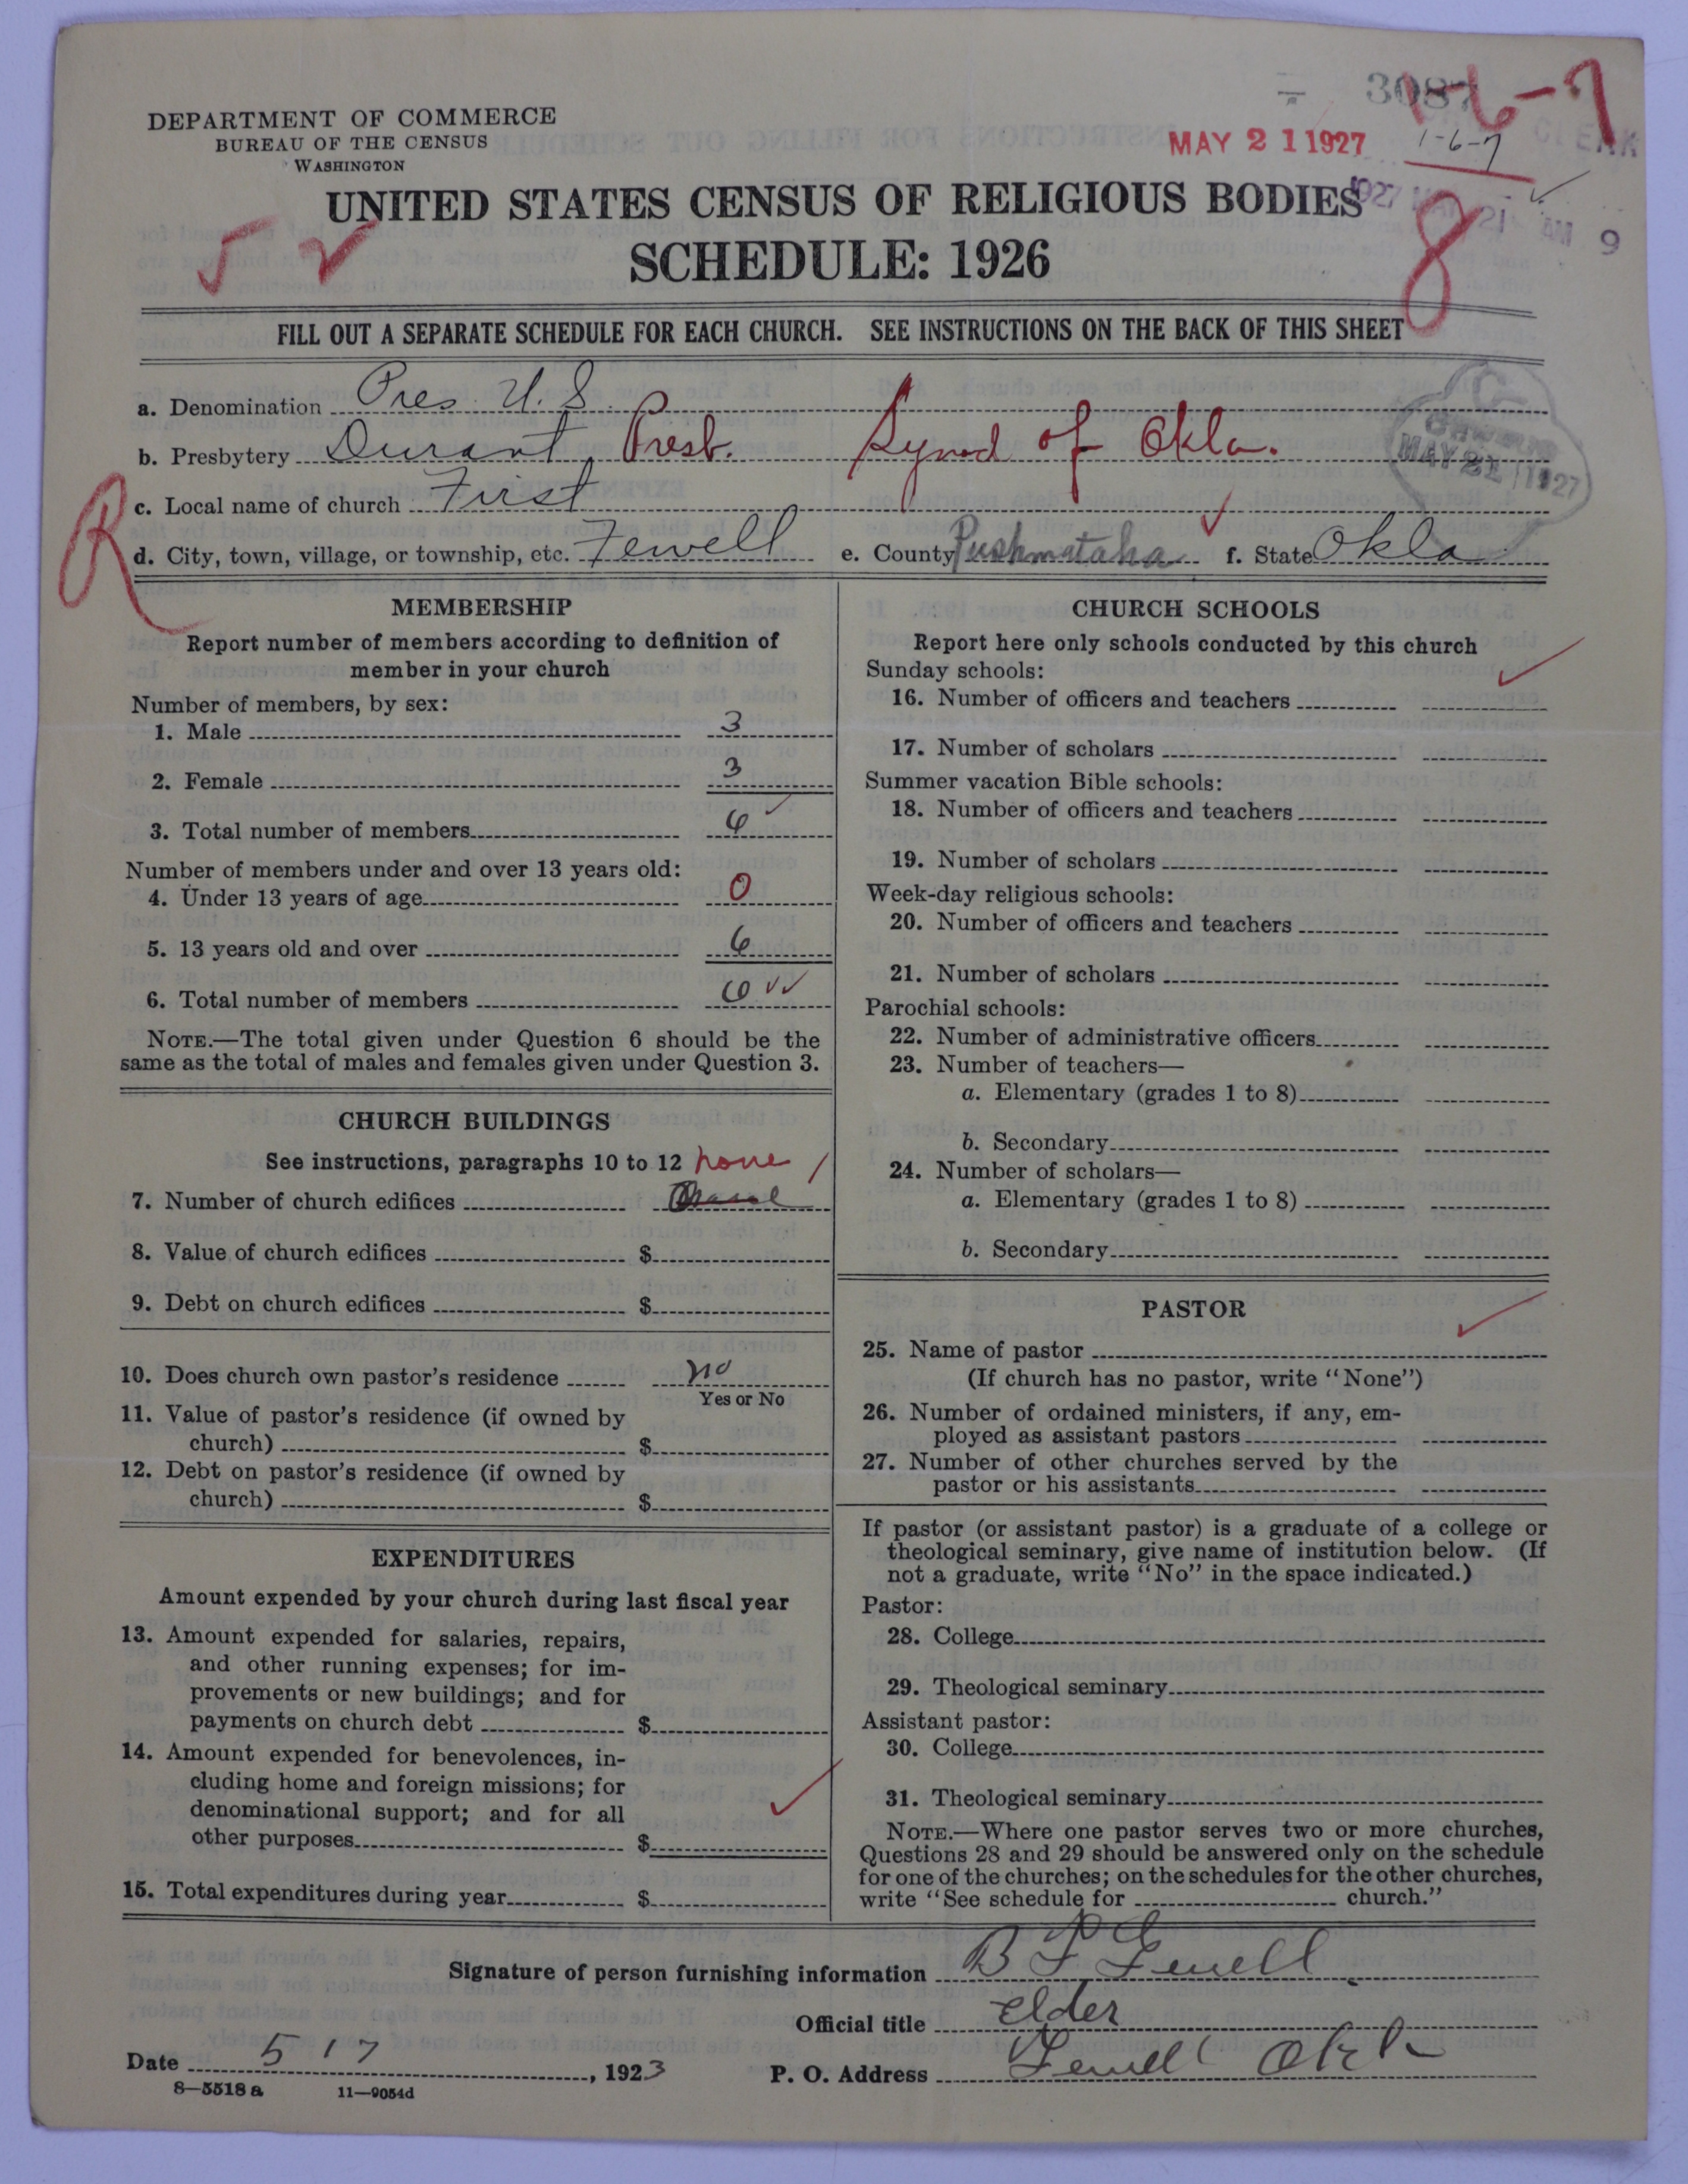 3087
1-6-7
DEPARTMENT OF COMMERCE
BUREAU OF THE CENSUS
WASHINGTON
MAY 21 1927
1-6-7
UNITED STATES CENSUS OF RELIGIOUS BODIES
SCHEDULE: 1926
8
FILL OUT A SEPARATE SCHEDULE FOR EACH CHURCH. SEE INSTRUCTIONS ON THE BACK OF THIS SHEET
a. Denomination Pres. U.S.
b. Presbytery Durant Presb. Synod of Okla.
MAY 22 1927
c. Local name of church First
R
d. City, town, village, or township, etc. Fewell e. County Pushmataha f. State Okla
MEMBERSHIP
Report number of members according to definition of
member in your church
Number of members, by sex:
1. Male 3
2. Female 3
3. Total number of members 6
Number of members under and over 13 years old:
4. Under 13 years of age 0
5. 13 years old and over 6
6. Total number of members 6
NOTE.—The total given under Question 6 should be the
same as the total of males and females given under Question 3.
CHURCH BUILDINGS
See instructions, paragraphs 10 to 12 none
7. Number of church edifices
8. Value of church edifices $
9. Debt on church edifices $
10. Does church own pastor's residence no
Yes or No
11. Value of pastor's residence (if owned by
church) $
12. Debt on pastor's residence (if owned by
church) $
EXPENDITURES
Amount expended by your church during last fiscal year
13. Amount expended for salaries, repairs,
and other running expenses; for im-
provements or new buildings; and for
payments on church debt $
14. Amount expended for benevolences, in-
cluding home and foreign missions; for
denominational support; and for all
other purposes $
15. Total expenditures during year $
CHURCH SCHOOLS
Report here only schools conducted by this church
Sunday schools:
16. Number of officers and teachers
17. Number of scholars
Summer vacation Bible schools:
18. Number of officers and teachers
19. Number of scholars
Week-day religious schools:
20. Number of officers and teachers
21. Number of scholars
Parochial schools:
22. Number of administrative officers
23. Number of teachers—
a. Elementary (grades 1 to 8)
b. Secondary
24. Number of scholars—
a. Elementary (grades 1 to 8)
b. Secondary
PASTOR
25. Name of pastor
(If church has no pastor, write "None")
26. Number of ordained ministers, if any, em-
ployed as assistant pastors
27. Number of other churches served by the
pastor or his assistants
If pastor (or assistant pastor) is a graduate of a college or
theological seminary, give name of institution below. (If
not a graduate, write "No" in the space indicated.)
Pastor:
28. College
29. Theological seminary
Assistant pastor:
30. College
31. Theological seminary
NOTE.—Where one pastor serves two or more churches,
Questions 28 and 29 should be answered only on the schedule
for one of the churches; on the schedules for the other churches,
write "See schedule for church."
Signature of person furnishing information B F Fewell
Official title Elder
Date 5 17, 1923 P. O. Address Fewell Okla
8-5518a 11-9054d